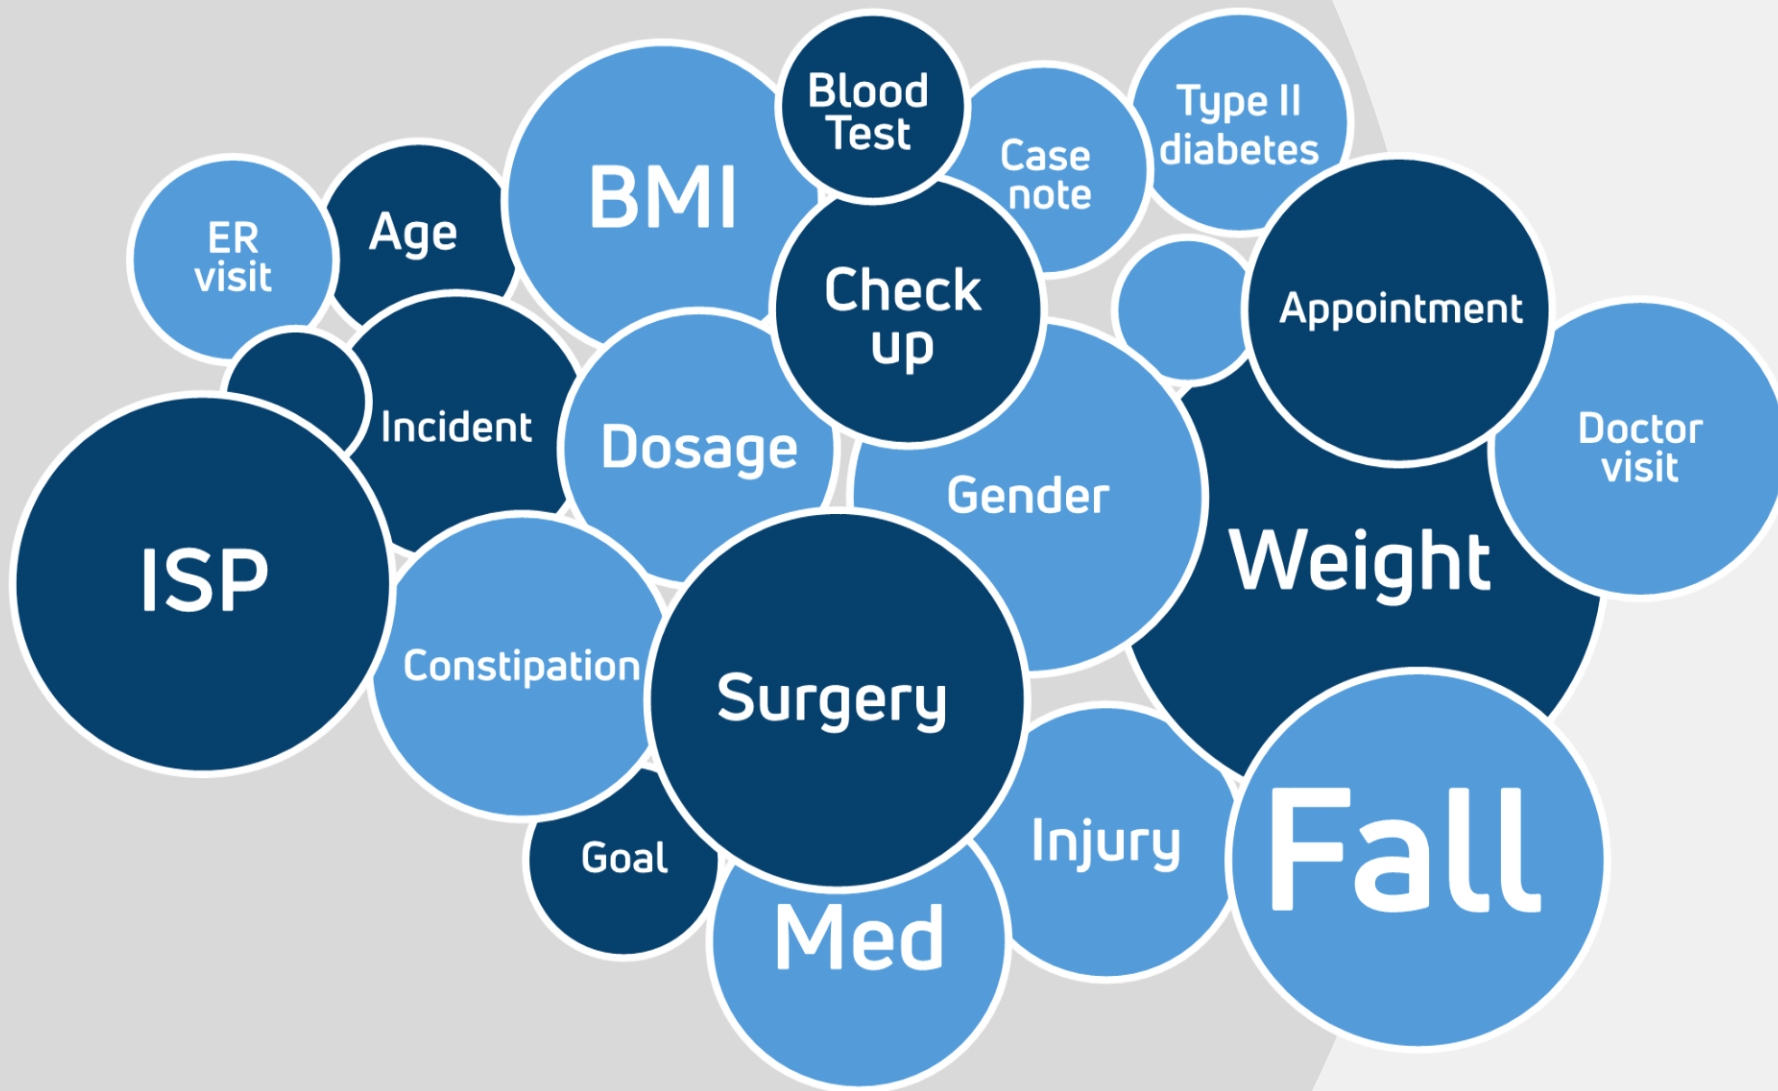 Blood
Test
Type II
diabetes
Case
note
BMI
Age
ER
visit
Check
up
Appointment
Incident
Dosage
Gender
Doctor
visit
ISP
Weight
Constipation
Surgery
Injury
Fall
Goal
Med